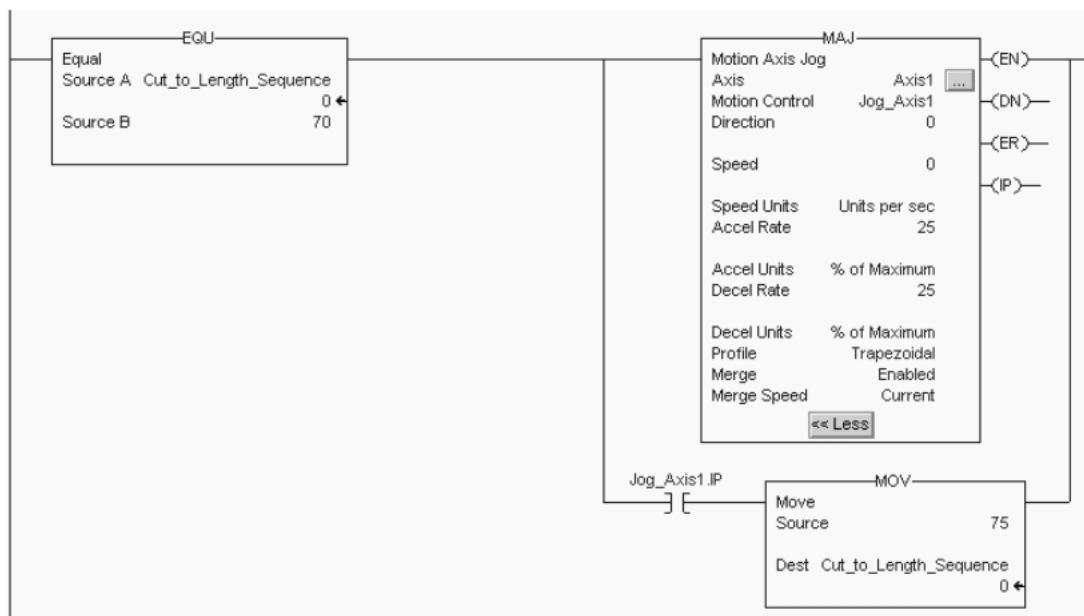 EQU
Equal
Source A Cut_to_Length_Sequence
0
Source B 70
MAJ
Motion Axis Jog
Axis Axis1 ...
Motion Control Jog_Axis1
Direction 0
Speed 0
Speed Units Units per sec
Accel Rate 25
Accel Units % of Maximum
Decel Rate 25
Decel Units % of Maximum
Profile Trapezoidal
Merge Enabled
Merge Speed Current
<< Less
(EN)
(DN)
(ER)
(IP)
Jog_Axis1.IP
MOV
Move
Source 75
Dest Cut_to_Length_Sequence
0